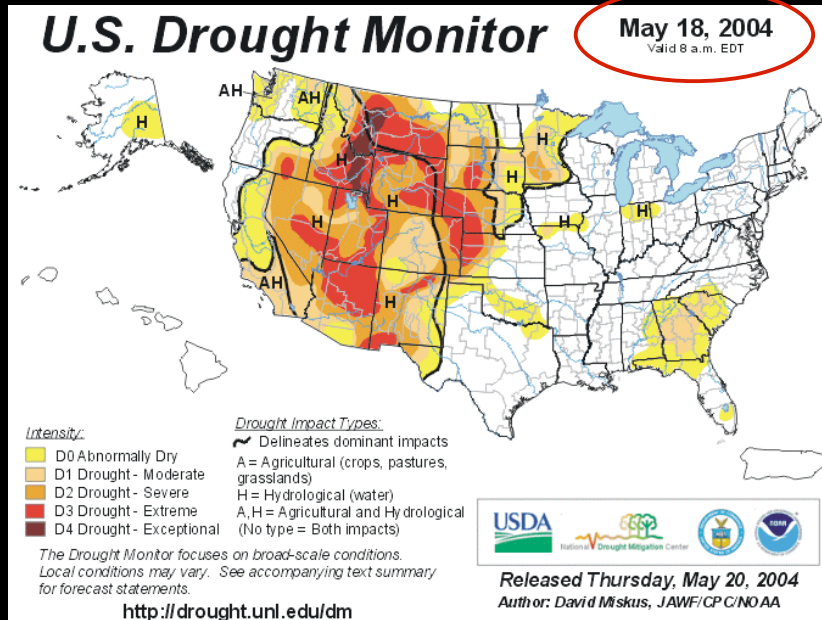 U.S. Drought Monitor
May 18, 2004
Valid 8 a.m. EDT
H
AH
AH
H
H
H
H
H
H
H
AH
H
Intensity:
D0 Abnormally Dry
D1 Drought - Moderate
D2 Drought - Severe
D3 Drought - Extreme
D4 Drought - Exceptional
Drought Impact Types:
Delineates dominant impacts
A = Agricultural (crops, pastures,
grasslands)
H = Hydrological (water)
A,H = Agricultural and Hydrological
(No type = Both impacts)
The Drought Monitor focuses on broad-scale conditions.
Local conditions may vary. See accompanying text summary
for forecast statements.
http://drought.unl.edu/dm
USDA
National Drought Mitigation Center
NOAA
Released Thursday, May 20, 2004
Author: David Miskus, JAWF/CPC/NOAA